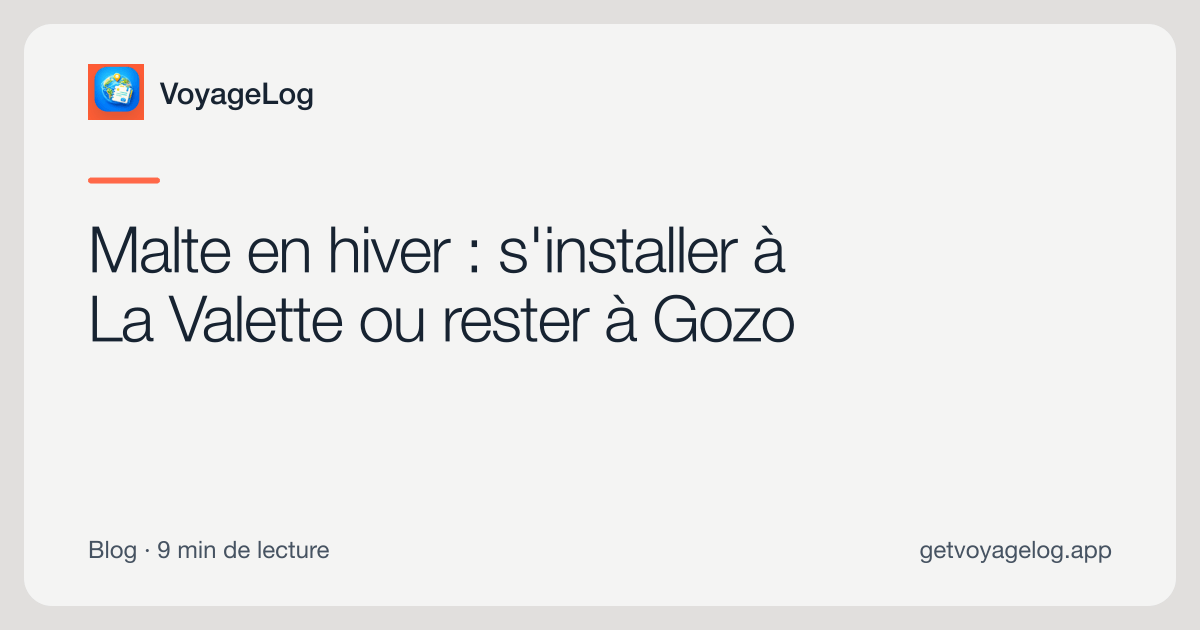 VoyageLog
Malte en hiver : s'installer à
La Valette ou rester à Gozo
Blog · 9 min de lecture
getvoyagelog.app